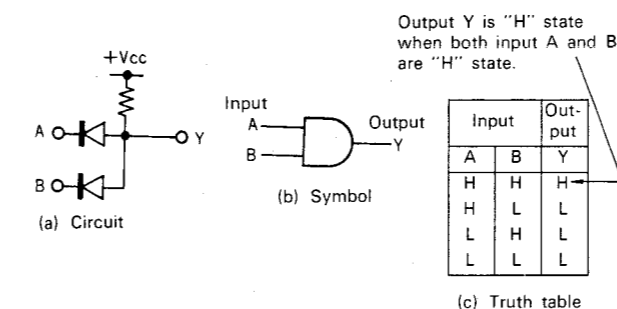 Output Y is "H" state
when both input A and B
are "H" state.
+Vcc
A
Y
B
(a) Circuit
Input
A
B
Output
Y
(b) Symbol
Input Out-
put
A B Y
H H H
H L L
L H L
L L L
(c) Truth table